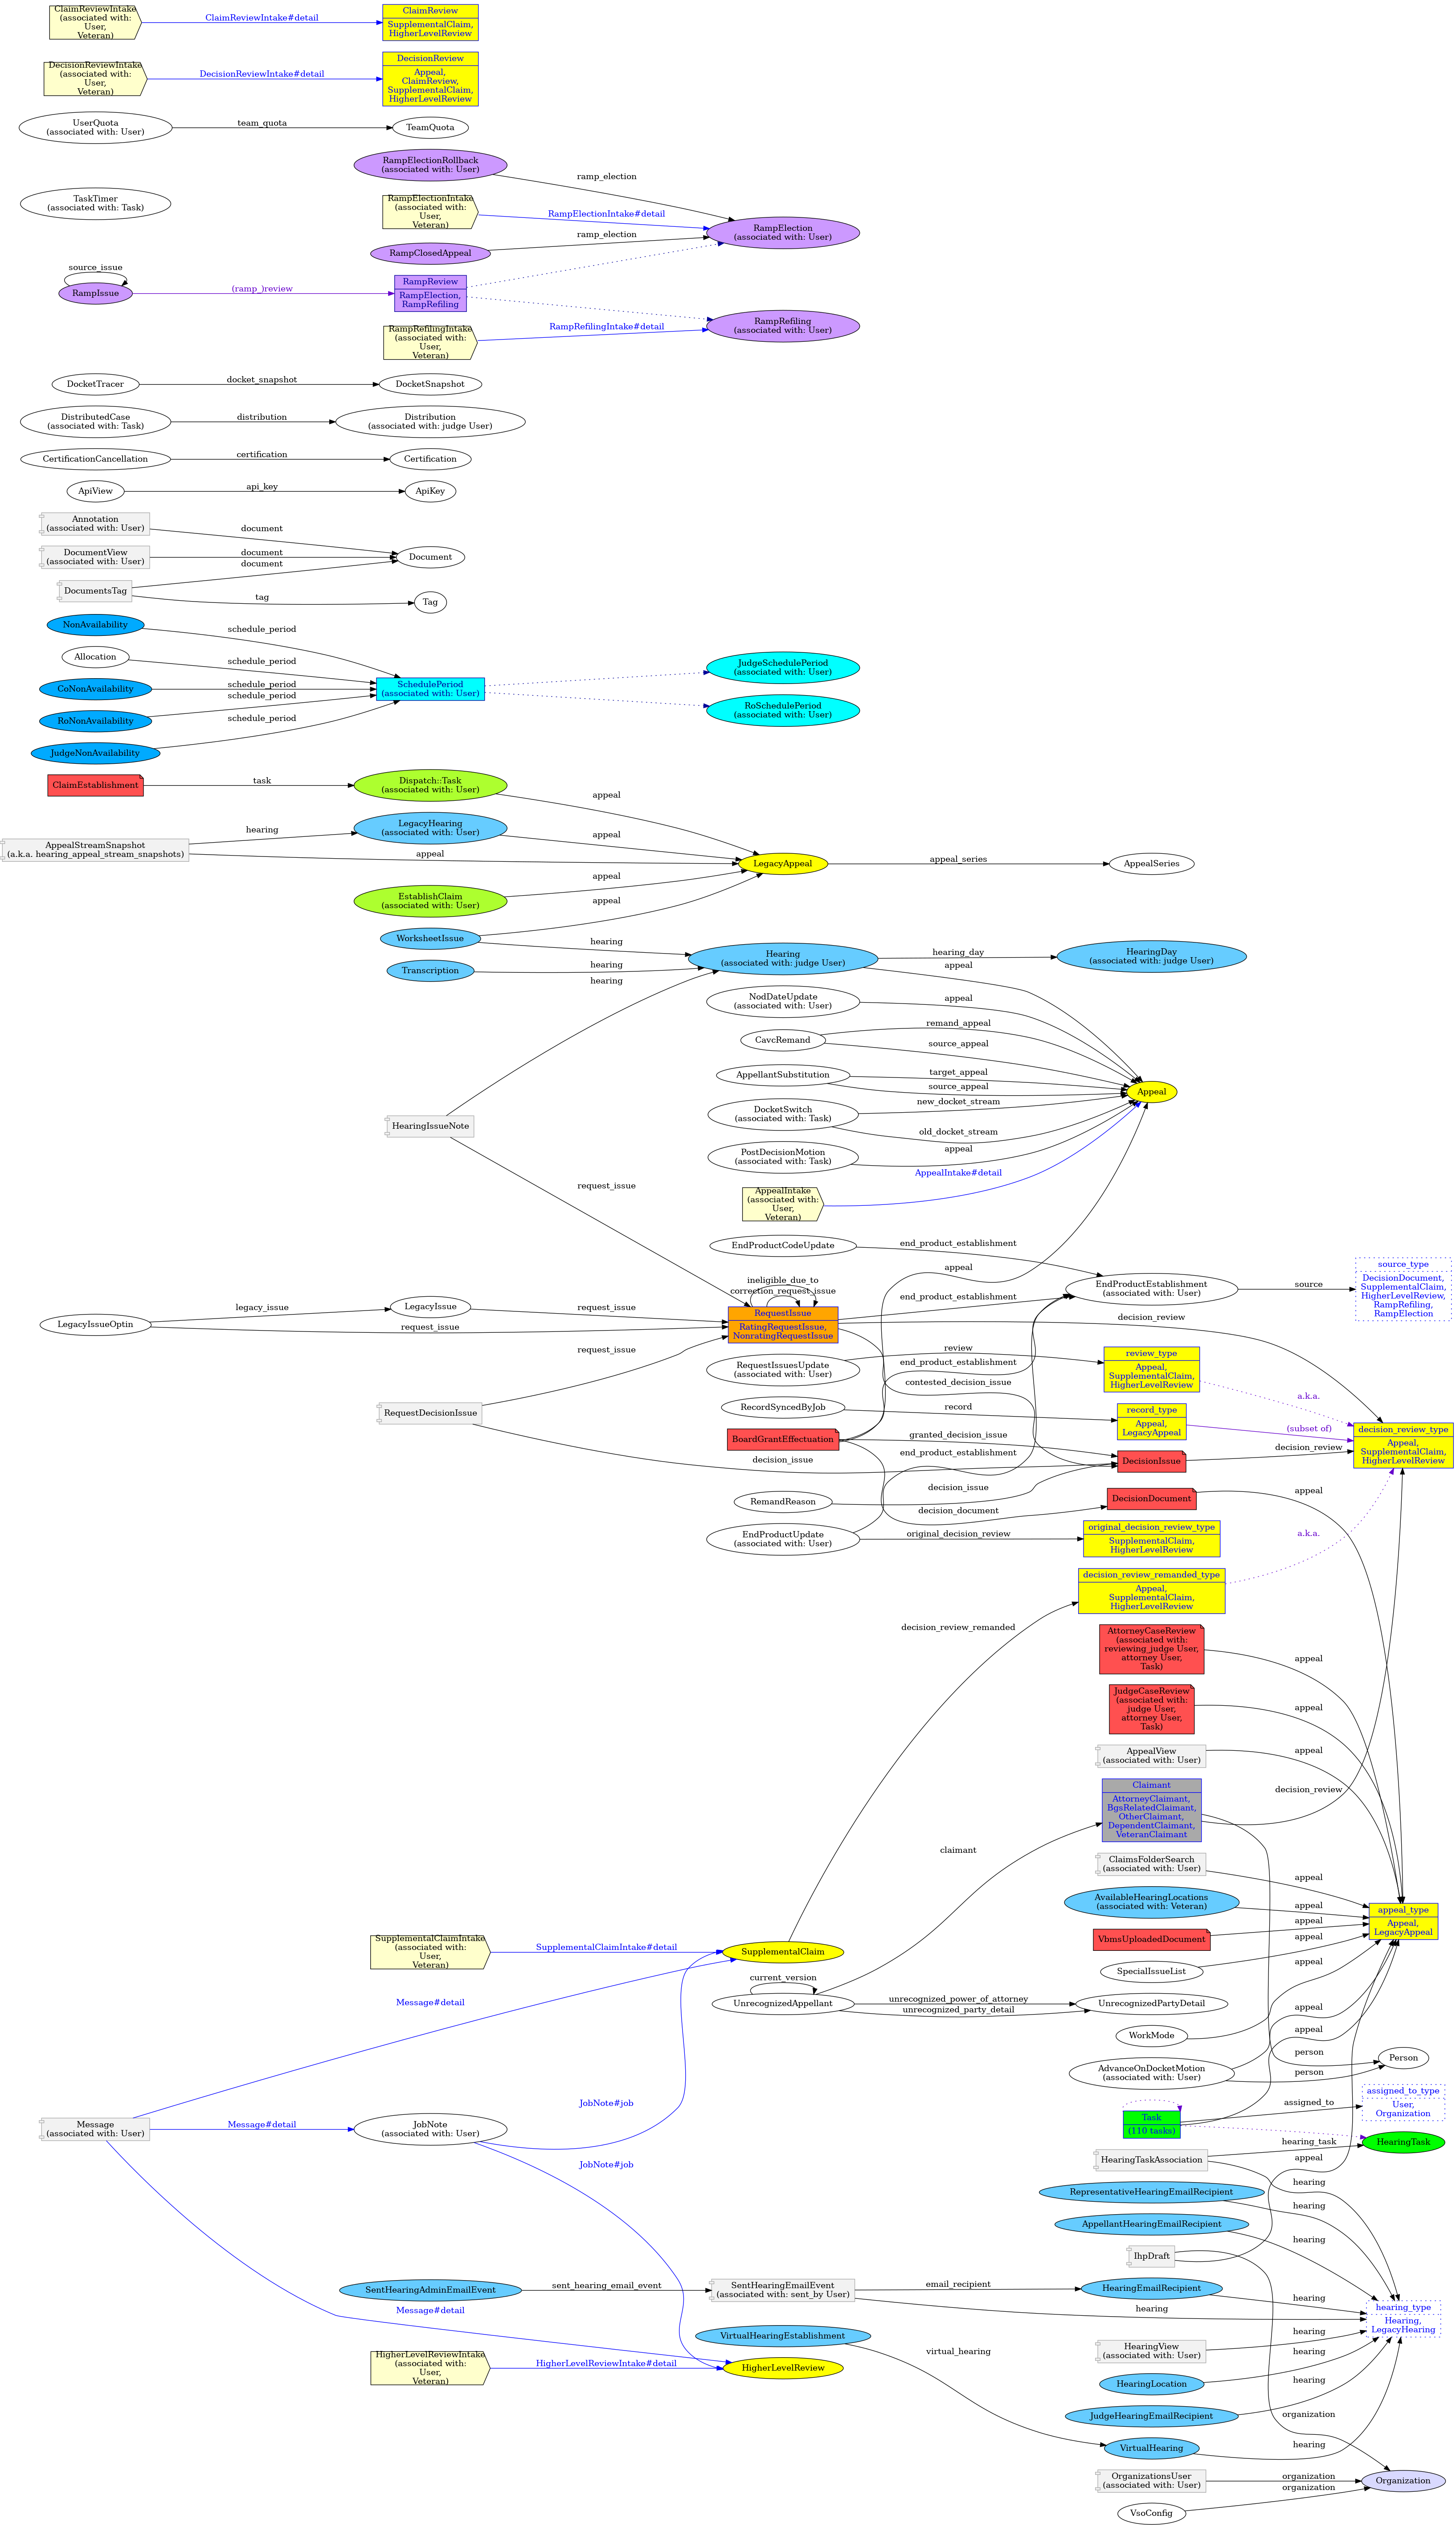 ClaimReviewIntake
(associated with:
User,
Veteran)
ClaimReviewIntake#detail
ClaimReview
SupplementalClaim,
HigherLevelReview
DecisionReviewIntake
(associated with:
User,
Veteran)
DecisionReviewIntake#detail
DecisionReview
Appeal,
ClaimReview,
SupplementalClaim,
HigherLevelReview
UserQuota
(associated with: User)
team_quota
TeamQuota
RampElectionRollback
(associated with: User)
ramp_election
TaskTimer
(associated with: Task)
RampElectionIntake
(associated with:
User,
Veteran)
RampElectionIntake#detail
RampElection
(associated with: User)
RampClosedAppeal
ramp_election
source_issue
RampIssue
(ramp_)review
RampReview
RampElection,
RampRefiling
RampRefilingIntake
(associated with:
User,
Veteran)
RampRefilingIntake#detail
RampRefiling
(associated with: User)
DocketTracer
docket_snapshot
DocketSnapshot
DistributedCase
(associated with: Task)
distribution
Distribution
(associated with: judge User)
CertificationCancellation
certification
Certification
ApiView
api_key
ApiKey
Annotation
(associated with: User)
document
DocumentView
(associated with: User)
document
Document
DocumentsTag
document
tag
Tag
NonAvailability
schedule_period
Allocation
schedule_period
CoNonAvailability
schedule_period
RoNonAvailability
schedule_period
JudgeNonAvailability
schedule_period
SchedulePeriod
(associated with: User)
JudgeSchedulePeriod
(associated with: User)
RoSchedulePeriod
(associated with: User)
ClaimEstablishment
task
Dispatch::Task
(associated with: User)
appeal
AppealStreamSnapshot
(a.k.a. hearing_appeal_stream_snapshots)
hearing
appeal
LegacyHearing
(associated with: User)
appeal
LegacyAppeal
appeal_series
AppealSeries
EstablishClaim
(associated with: User)
appeal
WorksheetIssue
appeal
hearing
Transcription
hearing
hearing
Hearing
(associated with: judge User)
hearing_day
HearingDay
(associated with: judge User)
appeal
NodDateUpdate
(associated with: User)
appeal
CavcRemand
remand_appeal
source_appeal
AppellantSubstitution
target_appeal
source_appeal
Appeal
DocketSwitch
(associated with: Task)
new_docket_stream
old_docket_stream
PostDecisionMotion
(associated with: Task)
appeal
AppealIntake
(associated with:
User,
Veteran)
AppealIntake#detail
HearingIssueNote
request_issue
EndProductCodeUpdate
end_product_establishment
appeal
EndProductEstablishment
(associated with: User)
source
source_type
DecisionDocument,
SupplementalClaim,
HigherLevelReview,
RampRefiling,
RampElection
LegacyIssueOptin
legacy_issue
request_issue
LegacyIssue
request_issue
ineligible_due_to
correction_request_issue
RequestIssue
RatingRequestIssue,
NonratingRequestIssue
end_product_establishment
decision_review
RequestDecisionIssue
request_issue
decision_issue
RequestIssuesUpdate
(associated with: User)
review
end_product_establishment
contested_decision_issue
review_type
Appeal,
SupplementalClaim,
HigherLevelReview
a.k.a.
RecordSyncedByJob
record
record_type
Appeal,
LegacyAppeal
(subset of)
decision_review_type
Appeal,
SupplementalClaim,
HigherLevelReview
BoardGrantEffectuation
granted_decision_issue
end_product_establishment
DecisionIssue
decision_review
RemandReason
decision_issue
decision_document
DecisionDocument
appeal
EndProductUpdate
(associated with: User)
original_decision_review
original_decision_review_type
SupplementalClaim,
HigherLevelReview
a.k.a.
decision_review_remanded_type
Appeal,
SupplementalClaim,
HigherLevelReview
decision_review_remanded
AttorneyCaseReview
(associated with:
reviewing_judge User,
attorney User,
Task)
appeal
JudgeCaseReview
(associated with:
judge User,
attorney User,
Task)
appeal
AppealView
(associated with: User)
appeal
Claimant
AttorneyClaimant,
BgsRelatedClaimant,
OtherClaimant,
DependentClaimant,
VeteranClaimant
decision_review
claimant
ClaimsFolderSearch
(associated with: User)
appeal
AvailableHearingLocations
(associated with: Veteran)
appeal
appeal_type
Appeal,
LegacyAppeal
VbmsUploadedDocument
appeal
SupplementalClaimIntake
(associated with:
User,
Veteran)
SupplementalClaimIntake#detail
SupplementalClaim
SpecialIssueList
appeal
appeal
Message#detail
current_version
UnrecognizedAppellant
unrecognized_power_of_attorney
unrecognized_party_detail
UnrecognizedPartyDetail
WorkMode
appeal
appeal
person
Person
AdvanceOnDocketMotion
(associated with: User)
person
Message
(associated with: User)
Message#detail
JobNote
(associated with: User)
JobNote#job
Task
(110 tasks)
assigned_to
assigned_to_type
User,
Organization
HearingTask
HearingTaskAssociation
hearing_task
appeal
JobNote#job
hearing
RepresentativeHearingEmailRecipient
hearing
AppellantHearingEmailRecipient
hearing
IhpDraft
SentHearingAdminEmailEvent
sent_hearing_email_event
SentHearingEmailEvent
(associated with: sent_by User)
email_recipient
hearing
HearingEmailRecipient
hearing
hearing_type
Hearing,
LegacyHearing
Message#detail
VirtualHearingEstablishment
virtual_hearing
HearingView
(associated with: User)
hearing
HigherLevelReviewIntake
(associated with:
User,
Veteran)
HigherLevelReviewIntake#detail
HigherLevelReview
HearingLocation
hearing
JudgeHearingEmailRecipient
hearing
organization
VirtualHearing
hearing
OrganizationsUser
(associated with: User)
organization
Organization
VsoConfig
organization